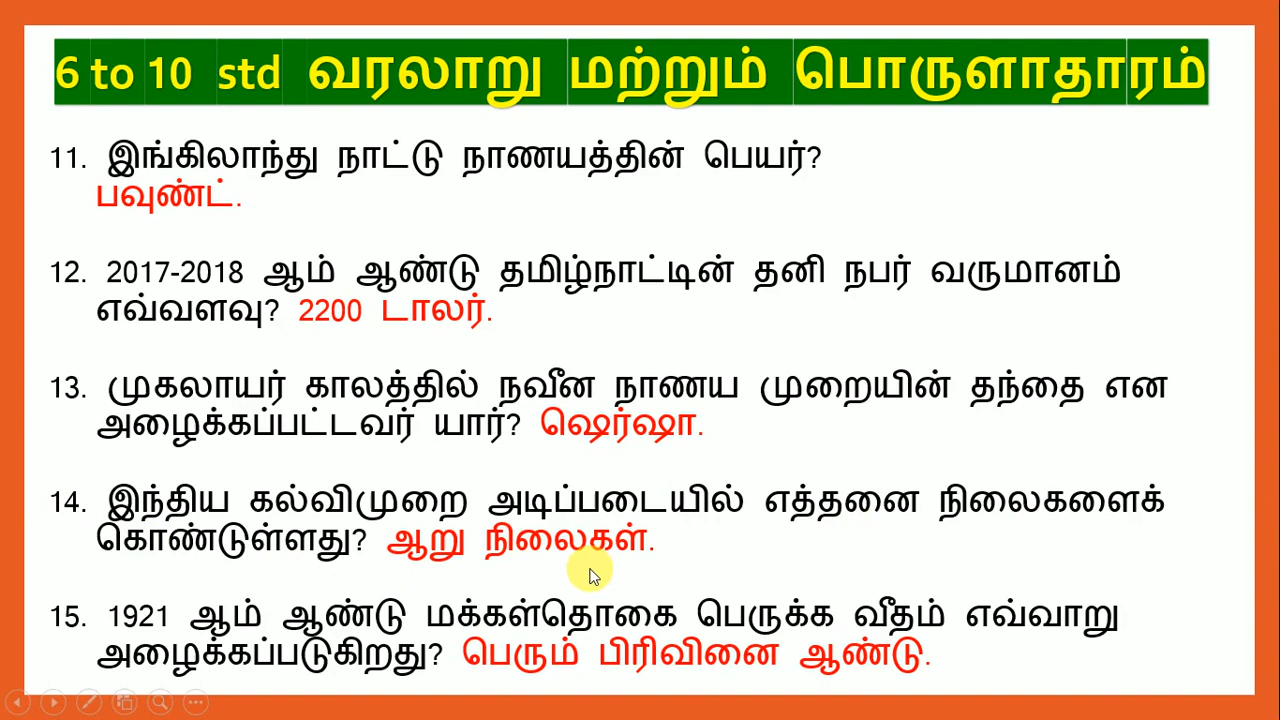 6 to 10 std வரலாறு மற்றும் பொருளாதாரம்
11. இங்கிலாந்து நாட்டு நாணயத்தின் பெயர்?
பவுண்ட்.
12. 2017-2018 ஆம் ஆண்டு தமிழ்நாட்டின் தனி நபர் வருமானம்
எவ்வளவு? 2200 டாலர்.
13. முகலாயர் காலத்தில் நவீன நாணய முறையின் தந்தை என
அழைக்கப்பட்டவர் யார்? ஷெர்ஷா.
14. இந்திய கல்விமுறை அடிப்படையில் எத்தனை நிலைகளைக்
கொண்டுள்ளது? ஆறு நிலைகள்.
15. 1921 ஆம் ஆண்டு மக்கள்தொகை பெருக்க வீதம் எவ்வாறு
அழைக்கப்படுகிறது? பெரும் பிரிவினை ஆண்டு.